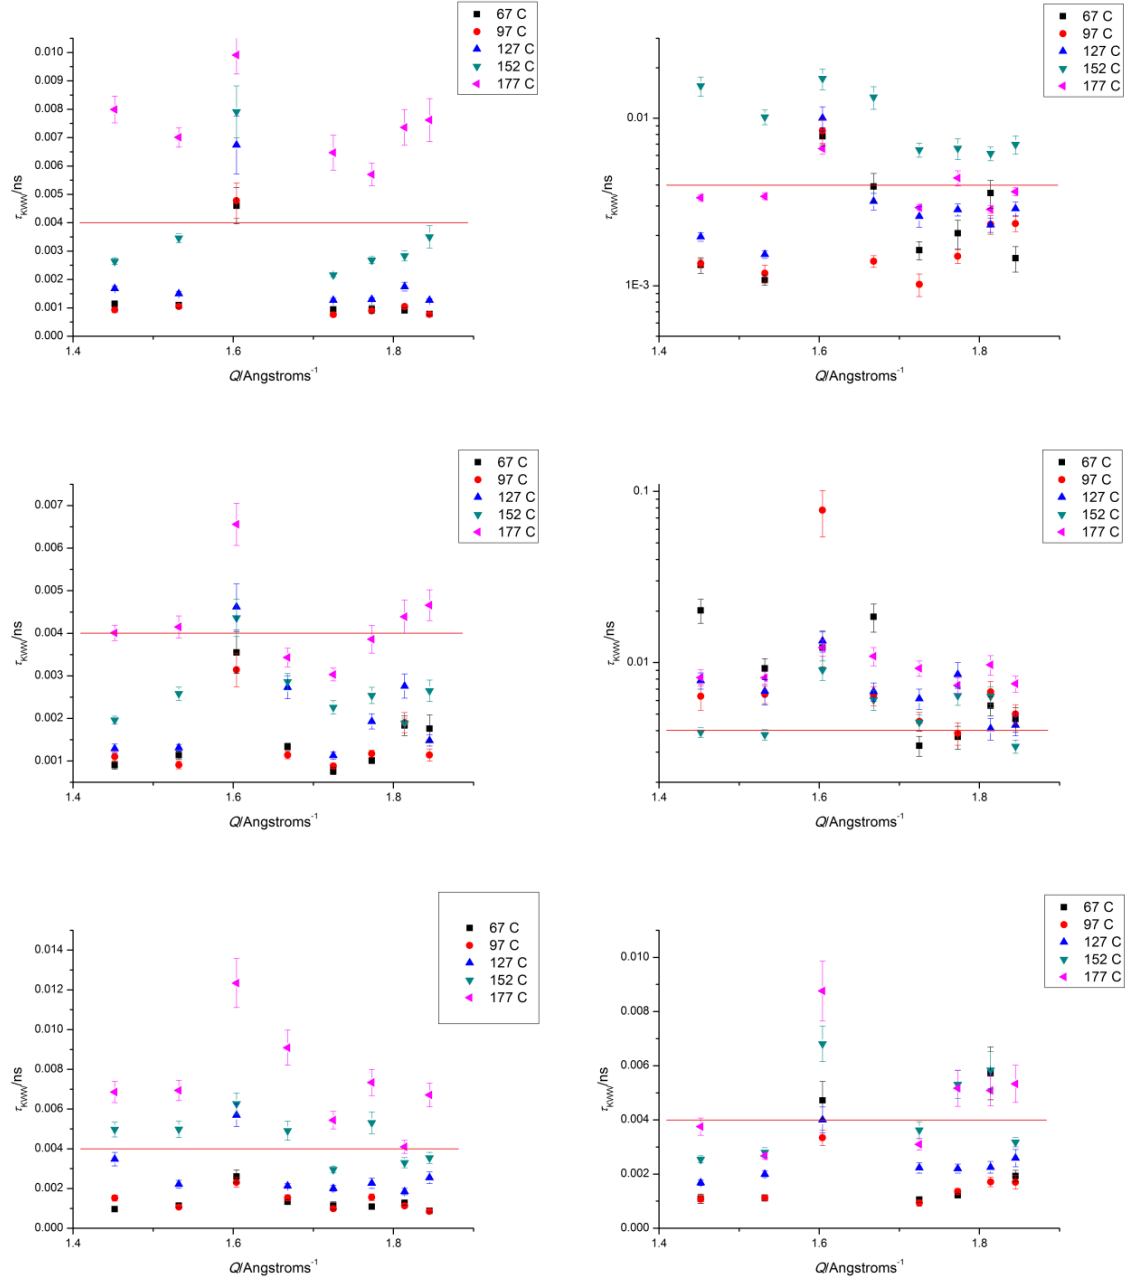 67 C
97 C
127 C
152 C
177 C
0.010
0.009
0.008
0.007
0.006
0.005
0.004
0.003
0.002
0.001
0.000
τKWW/ns
1.4 1.6 1.8
Q/Angstroms-1
67 C
97 C
127 C
152 C
177 C
0.01
1E-3
τKWW/ns
1.4 1.6 1.8
Q/Angstroms-1
67 C
97 C
127 C
152 C
177 C
0.007
0.006
0.005
0.004
0.003
0.002
0.001
τKWW/ns
1.4 1.6 1.8
Q/Angstroms-1
67 C
97 C
127 C
152 C
177 C
0.1
0.01
τKWW/ns
1.4 1.6 1.8
Q/Angstroms-1
67 C
97 C
127 C
152 C
177 C
0.014
0.012
0.010
0.008
0.006
0.004
0.002
0.000
τKWW/ns
1.4 1.6 1.8
Q/Angstroms-1
67 C
97 C
127 C
152 C
177 C
0.010
0.008
0.006
0.004
0.002
0.000
τKWW/ns
1.4 1.6 1.8
Q/Angstroms-1